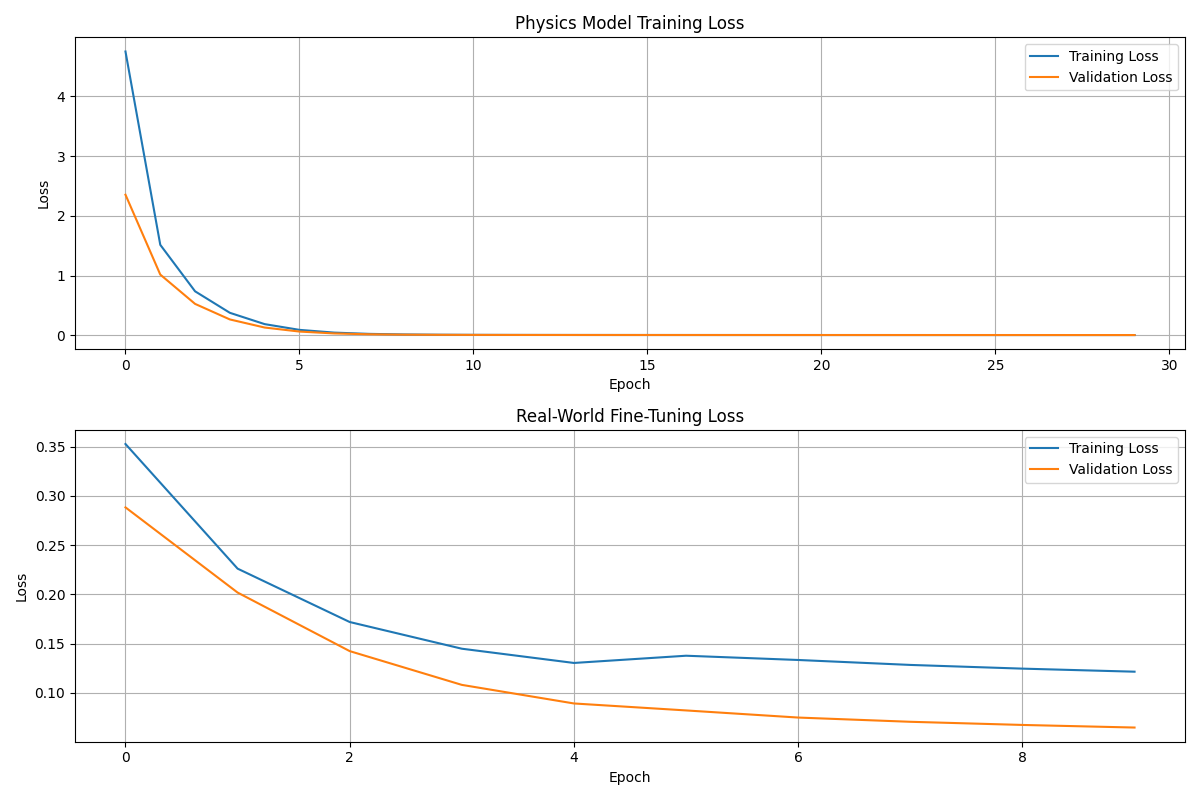 Physics Model Training Loss
Training Loss
Validation Loss
4
3
2
1
0
Loss
0 5 10 15 20 25 30
Epoch
Real-World Fine-Tuning Loss
Training Loss
Validation Loss
0.35
0.30
0.25
0.20
0.15
0.10
Loss
0 2 4 6 8
Epoch